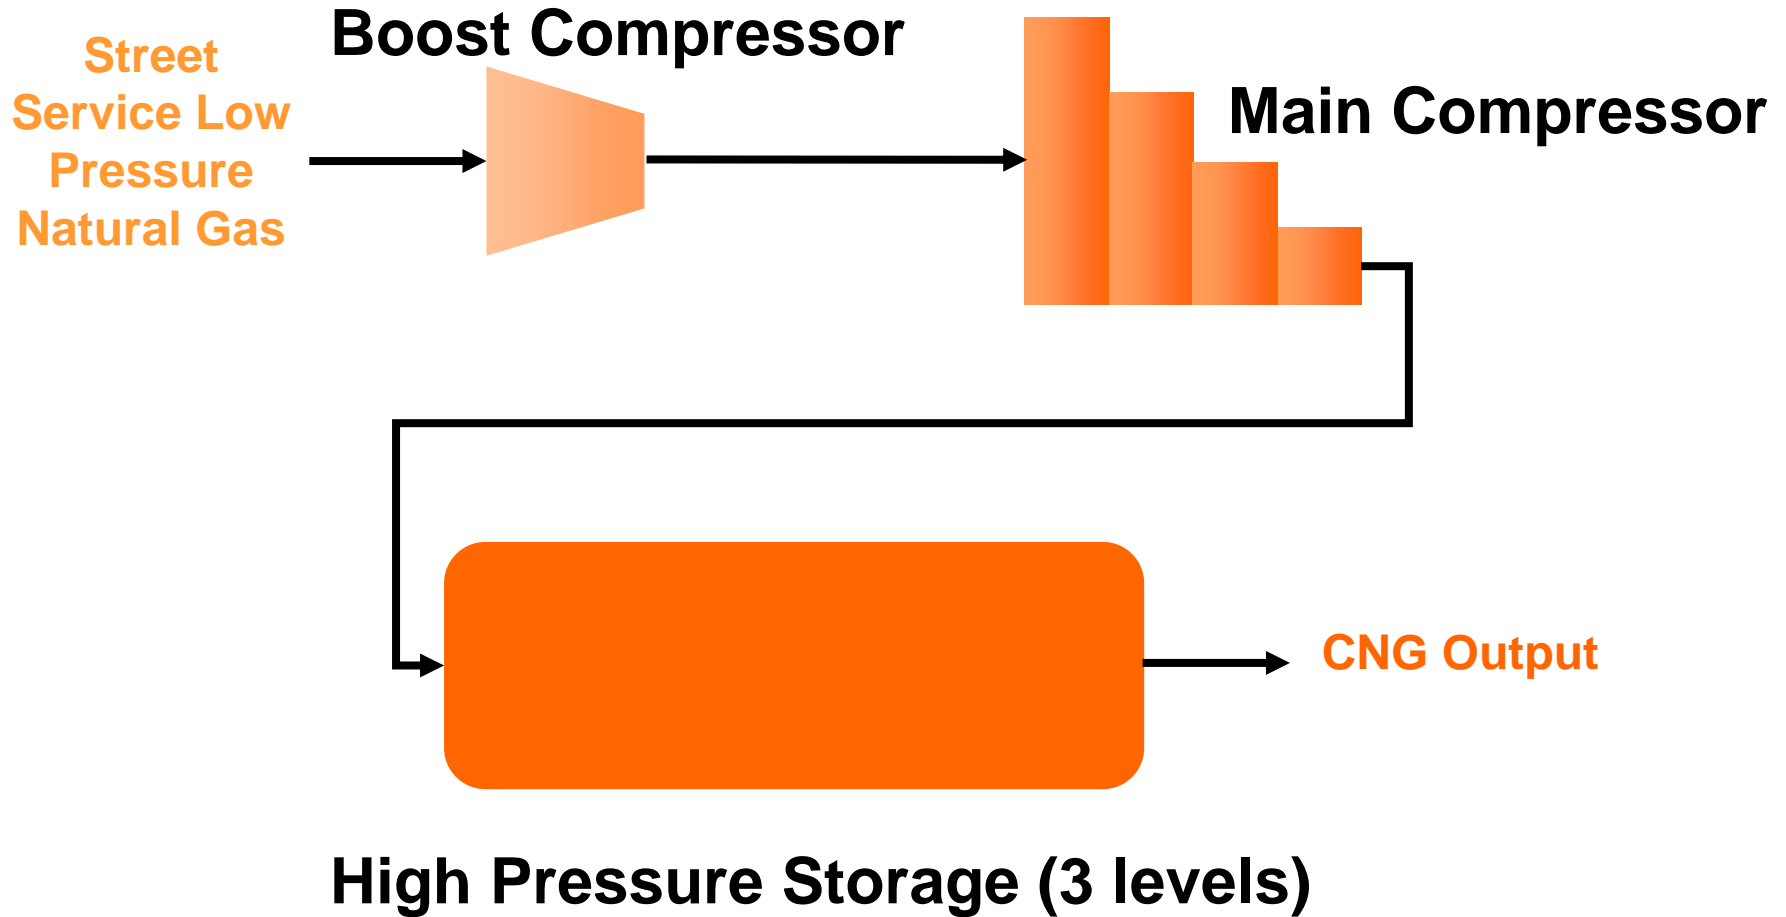 Boost Compressor
Street
Service Low
Pressure
Natural Gas
Main Compressor
CNG Output
High Pressure Storage (3 levels)